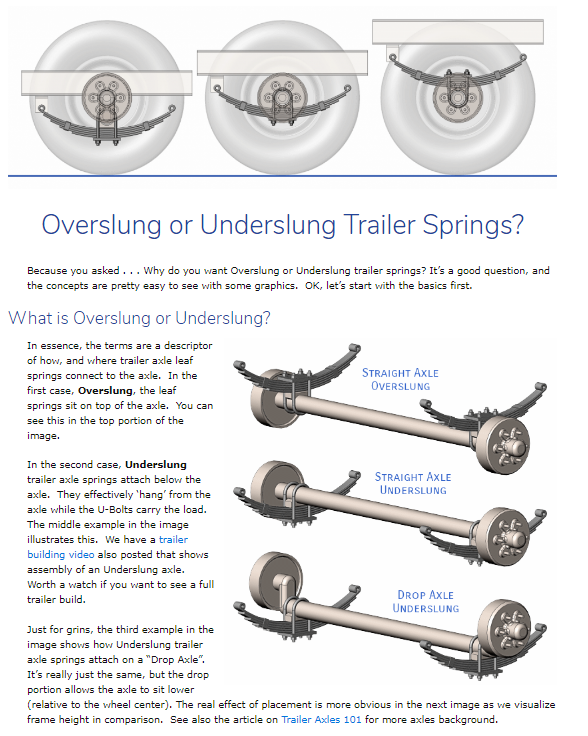 Overslung or Underslung Trailer Springs?
Because you asked . . . Why do you want Overslung or Underslung trailer springs? It's a good question, and
the concepts are pretty easy to see with some graphics.  OK, let's start with the basics first.
What is Overslung or Underslung?
In essence, the terms are a descriptor
of how, and where trailer axle leaf
springs connect to the axle.  In the
first case, Overslung, the leaf
springs sit on top of the axle.  You can
see this in the top portion of the
image.
In the second case, Underslung
trailer axle springs attach below the
axle.  They effectively 'hang' from the
axle while the U-Bolts carry the load.
The middle example in the image
illustrates this.  We have a trailer
building video also posted that shows
assembly of an Underslung axle.
Worth a watch if you want to see a full
trailer build.
Just for grins, the third example in the
image shows how Underslung trailer
axle springs attach on a "Drop Axle".
It's really just the same, but the drop
portion allows the axle to sit lower
(relative to the wheel center). The real effect of placement is more obvious in the next image as we visualize
frame height in comparison.  See also the article on Trailer Axles 101 for more axles background.
STRAIGHT AXLE
OVERSLUNG
STRAIGHT AXLE
UNDERSLUNG
DROP AXLE
UNDERSLUNG